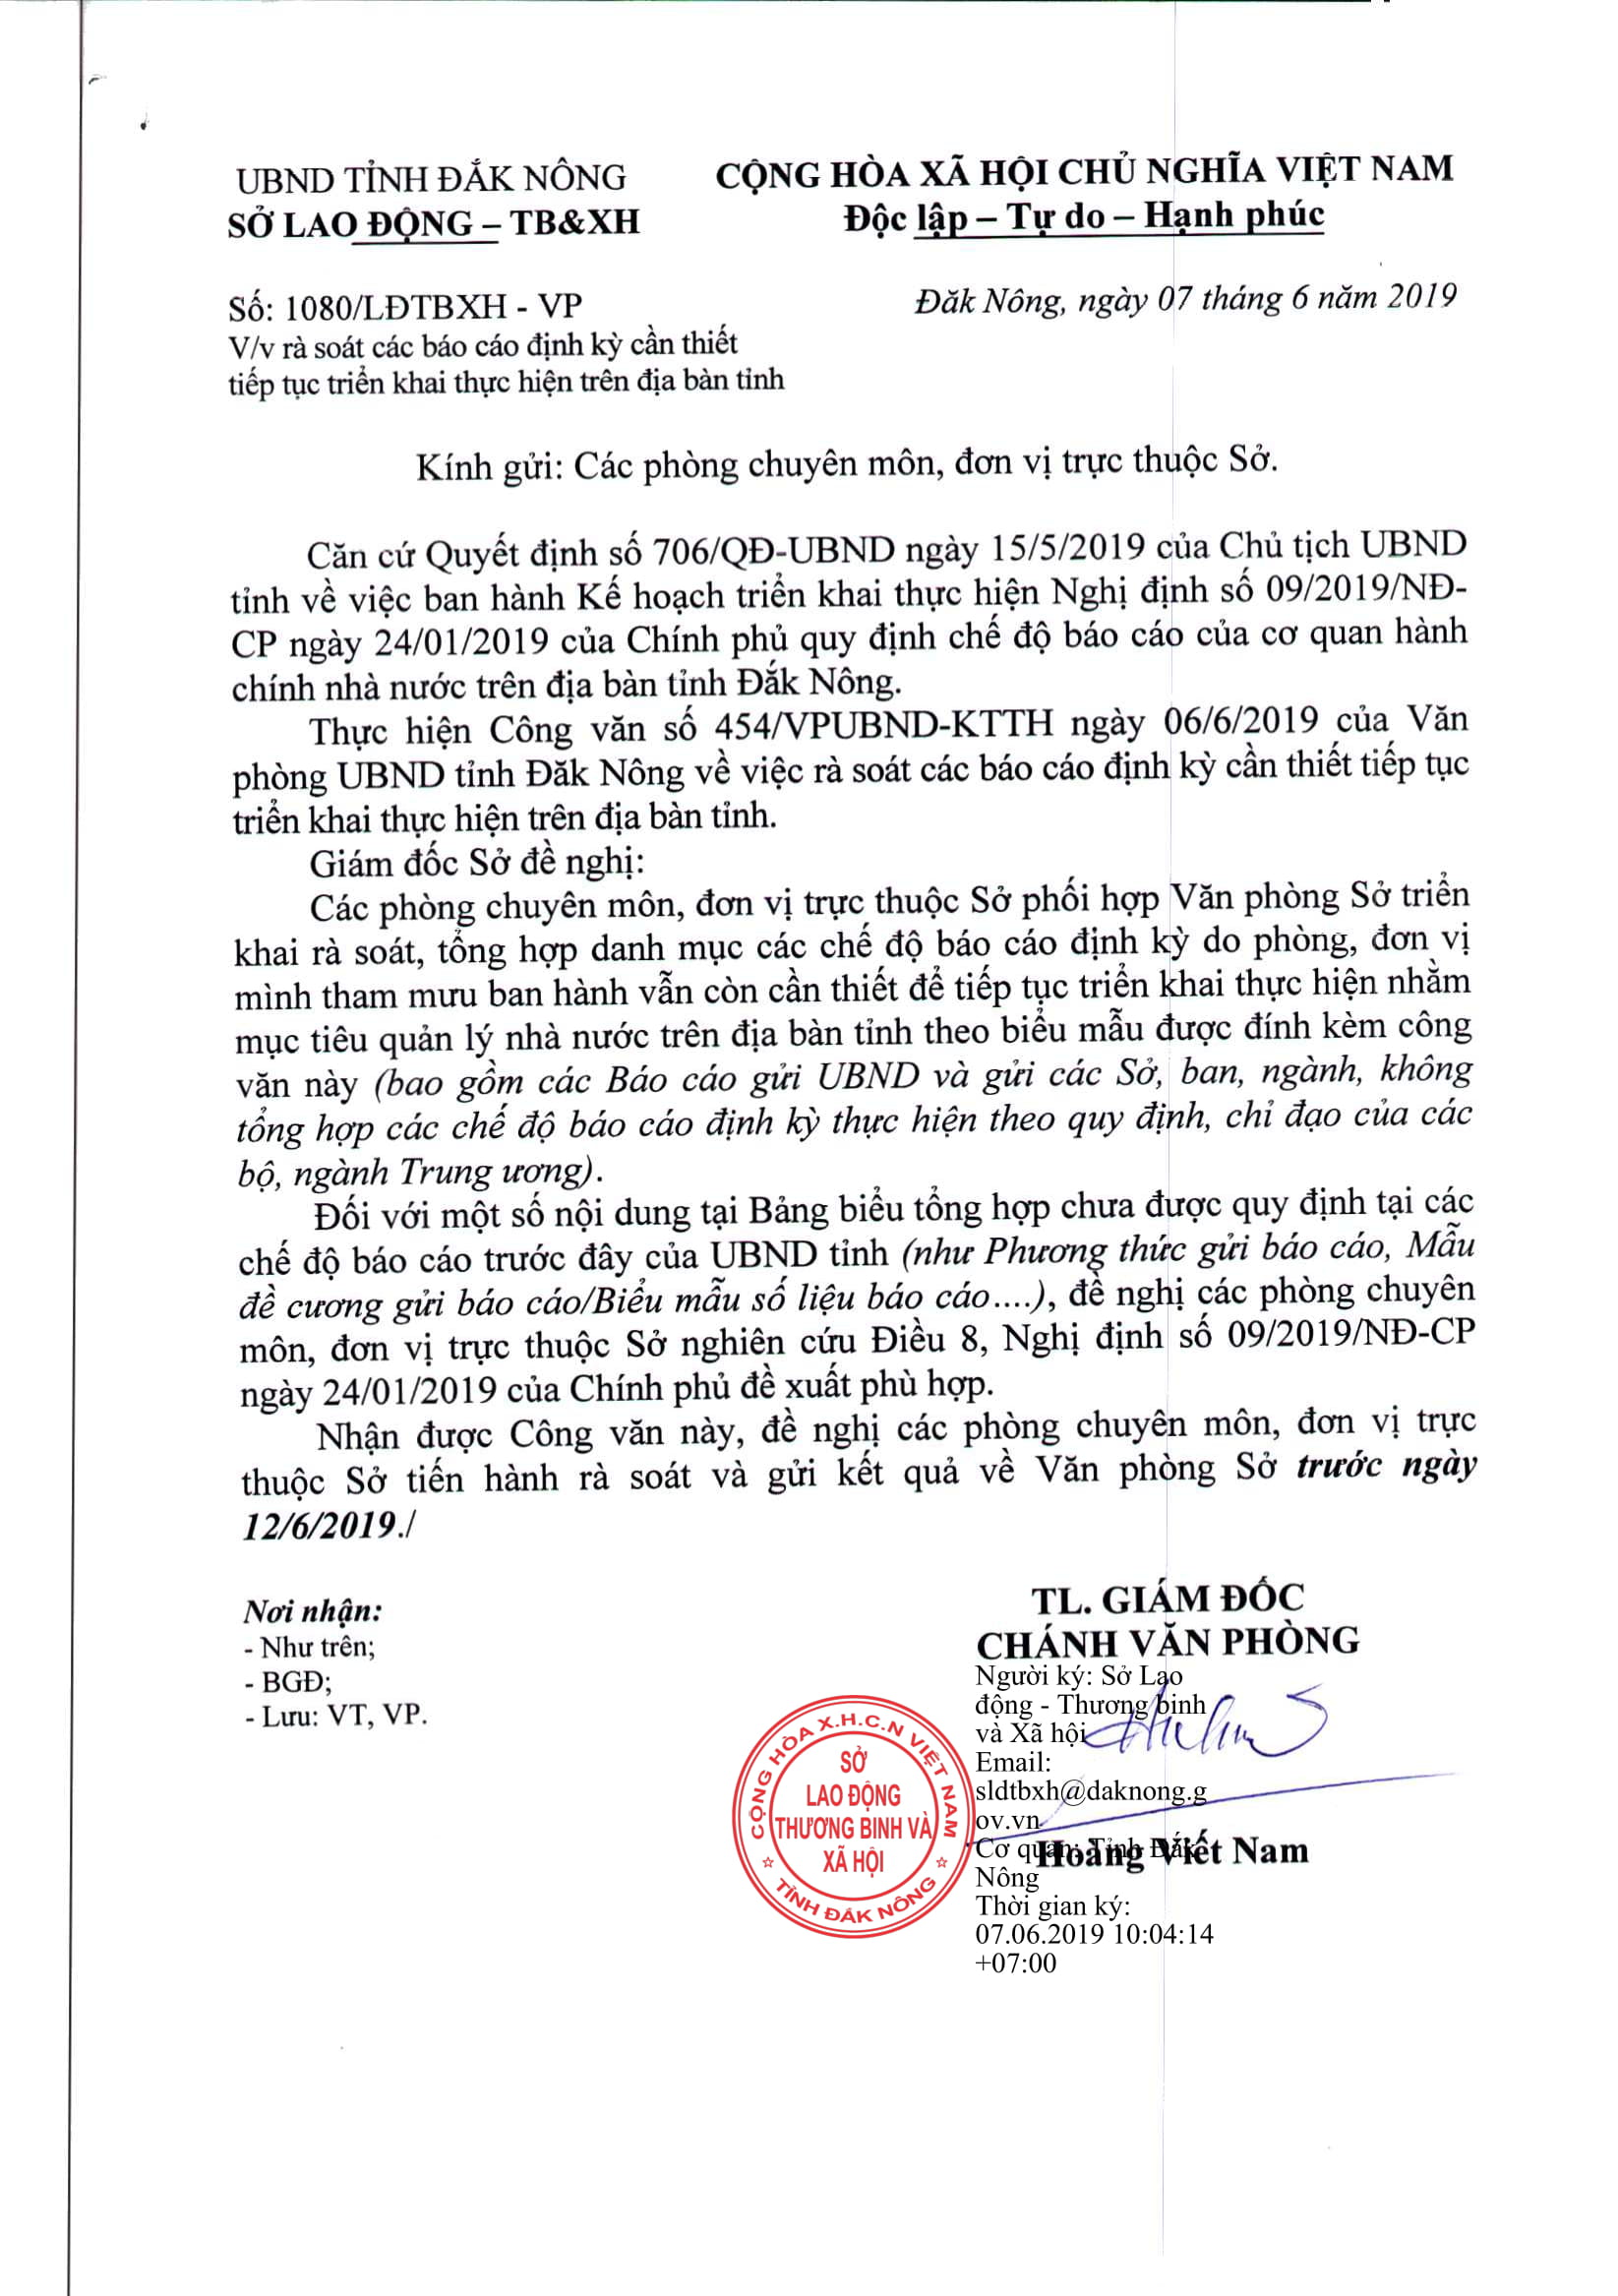 UBND TỈNH ĐẮK NÔNG
SỞ LAO ĐỘNG – TB&XH
CỘNG HÒA XÃ HỘI CHỦ NGHĨA VIỆT NAM
Độc lập – Tự do – Hạnh phúc
Số: 1080/LĐTBXH - VP
V/v rà soát các báo cáo định kỳ cần thiết
tiếp tục triển khai thực hiện trên địa bàn tỉnh
Đăk Nông, ngày 07 tháng 6 năm 2019
Kính gửi: Các phòng chuyên môn, đơn vị trực thuộc Sở.
Căn cứ Quyết định số 706/QĐ-UBND ngày 15/5/2019 của Chủ tịch UBND
tỉnh về việc ban hành Kế hoạch triển khai thực hiện Nghị định số 09/2019/NĐ-
CP ngày 24/01/2019 của Chính phủ quy định chế độ báo cáo của cơ quan hành
chính nhà nước trên địa bàn tỉnh Đắk Nông.
Thực hiện Công văn số 454/VPUBND-KTTH ngày 06/6/2019 của Văn
phòng UBND tỉnh Đăk Nông về việc rà soát các báo cáo định kỳ cần thiết tiếp tục
triển khai thực hiện trên địa bàn tỉnh.
Giám đốc Sở đề nghị:
Các phòng chuyên môn, đơn vị trực thuộc Sở phối hợp Văn phòng Sở triển
khai rà soát, tổng hợp danh mục các chế độ báo cáo định kỳ do phòng, đơn vị
mình tham mưu ban hành vẫn còn cần thiết để tiếp tục triển khai thực hiện nhằm
mục tiêu quản lý nhà nước trên địa bàn tỉnh theo biểu mẫu được đính kèm công
văn này (bao gồm các Báo cáo gửi UBND và gửi các Sở, ban, ngành, không
tổng hợp các chế độ báo cáo định kỳ thực hiện theo quy định, chỉ đạo của các
bộ, ngành Trung ương).
Đối với một số nội dung tại Bảng biểu tổng hợp chưa được quy định tại các
chế độ báo cáo trước đây của UBND tỉnh (như Phương thức gửi báo cáo, Mẫu
đề cương gửi báo cáo/Biểu mẫu số liệu báo cáo....), đề nghị các phòng chuyên
môn, đơn vị trực thuộc Sở nghiên cứu Điều 8, Nghị định số 09/2019/NĐ-CP
ngày 24/01/2019 của Chính phủ đề xuất phù hợp.
Nhận được Công văn này, đề nghị các phòng chuyên môn, đơn vị trực
thuộc Sở tiến hành rà soát và gửi kết quả về Văn phòng Sở trước ngày
12/6/2019./
Nơi nhận:
- Như trên;
- BGĐ;
- Lưu: VT, VP.
TL. GIÁM ĐỐC
CHÁNH VĂN PHÒNG
Người ký: Sở Lao
động - Thương binh
và Xã hội
Email:
sldtbxh@daknong.g
ov.vn
Cơ quan: Tỉnh Đắk
Nông
Thời gian ký:
07.06.2019 10:04:14
+07:00
Hoàng Viết Nam
CỘNG HÒA X.H.C.N VIỆT NAM
SỞ
LAO ĐỘNG
THƯƠNG BINH VÀ
XÃ HỘI
TỈNH ĐẮK NÔNG